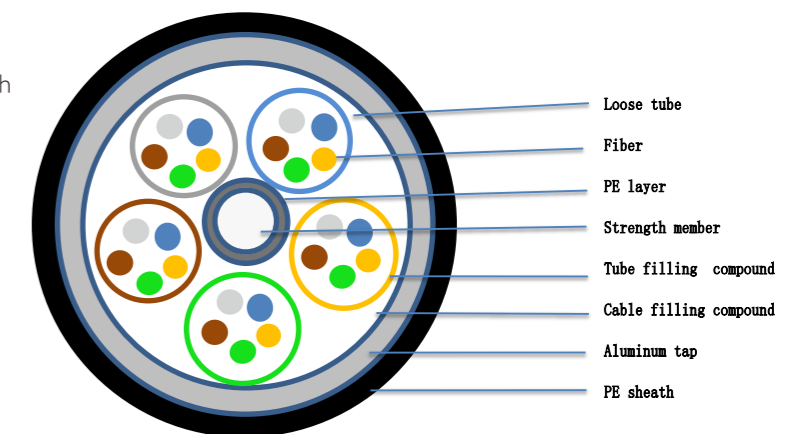 h
Loose tube
Fiber
PE layer
Strength member
Tube filling compound
Cable filling compound
Aluminum tap
PE sheath